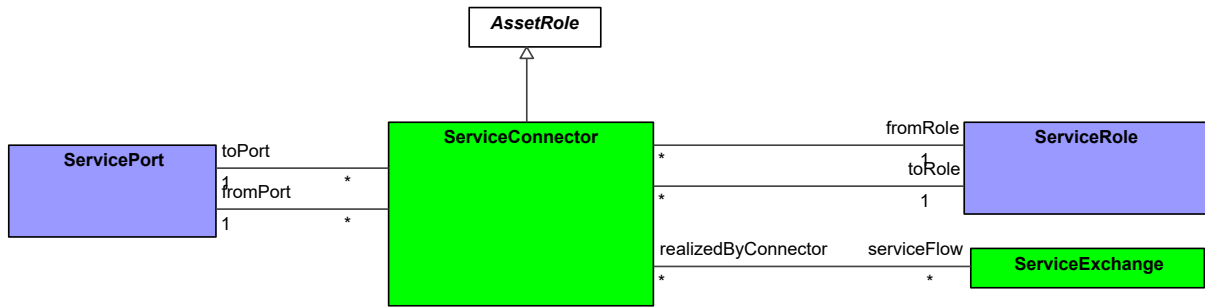 AssetRole
ServiceConnector
ServicePort
toPort
1
*
fromPort
1
*
fromRole
*
1
toRole
*
1
ServiceRole
realizedByConnector
serviceFlow
*
*
ServiceExchange